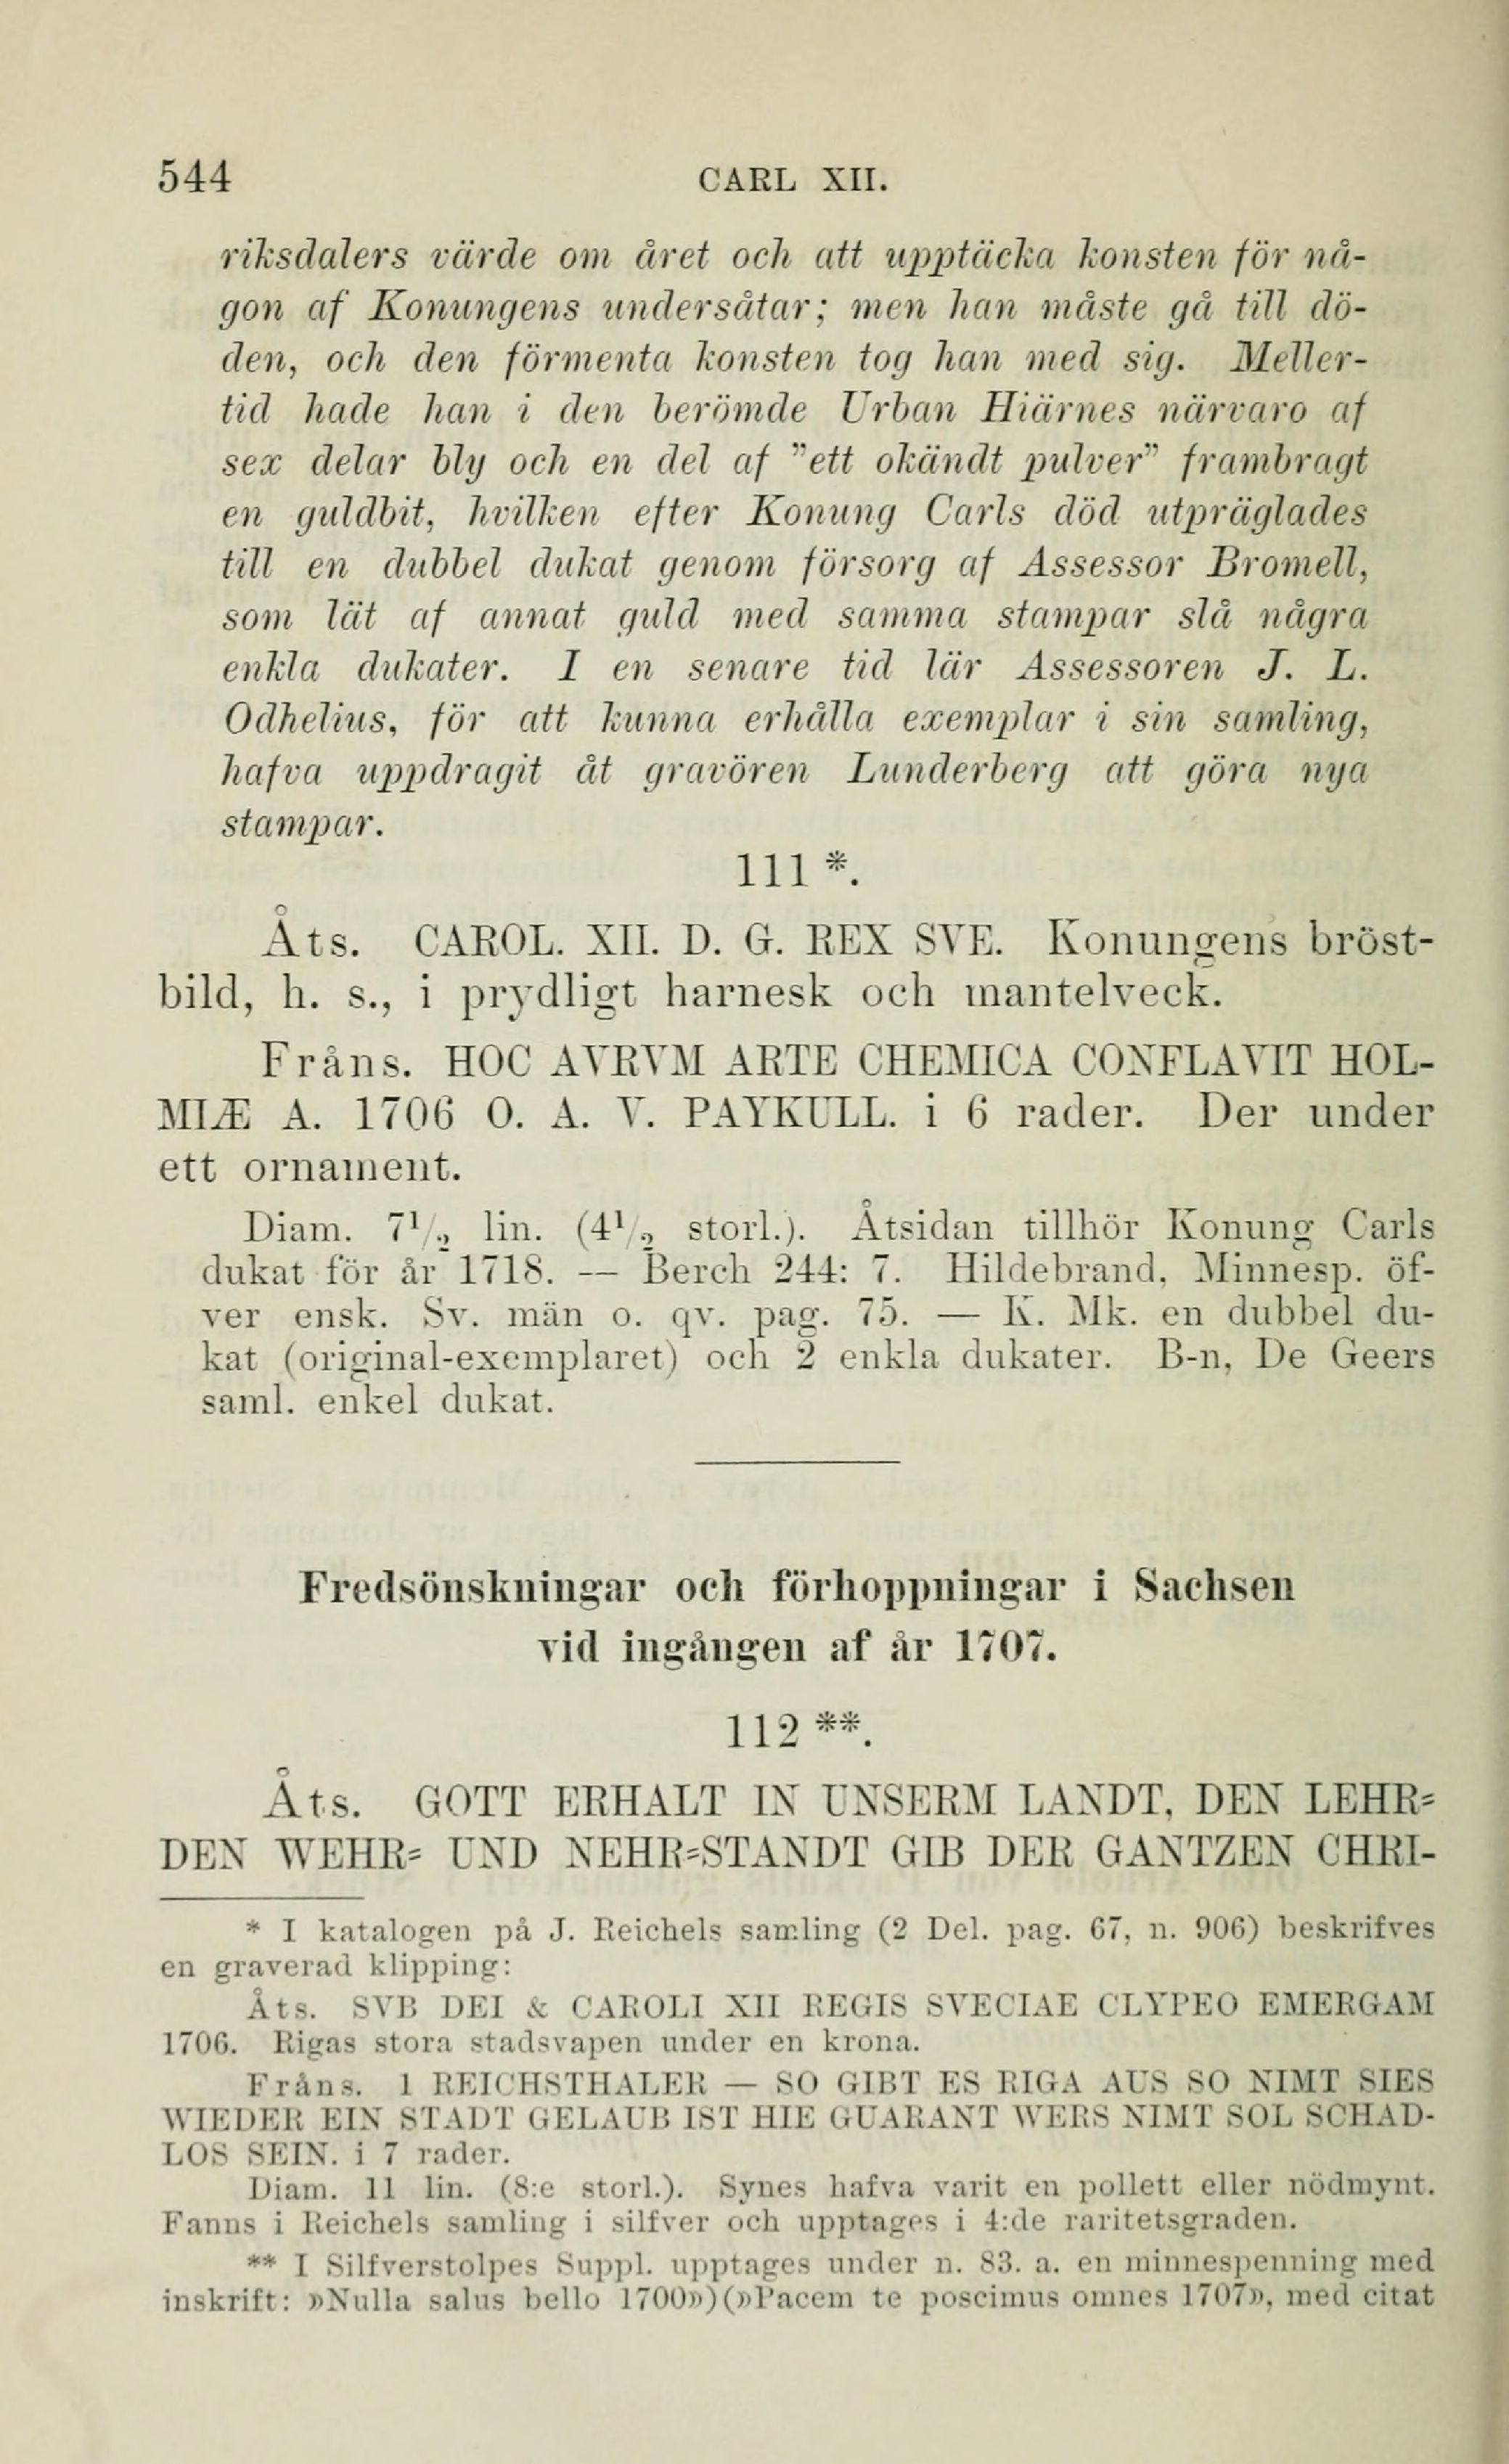 544 CARL XII.
riksdalers värde om året och att upptäcka konsten för nå-
gon af Konungens undersåtar; men han måste gå till dö-
den, och den förmenta konsten tog han med sig. Meller-
tid hade han i den berömde Urban Hiärnes närvaro af
sex delar bly och en del af ”ett okändt pulver” frambragt
en guldbit, hvilken efter Konung Carls död utpräglades
till en dubbel dukat genom försorg af Assessor Bromell,
som lät af annat guld med samma stampar slå några
enkla dukater. I en senare tid lär Assessoren J. L.
Odhelius, för att kunna erhålla exemplar i sin samling,
hafva uppdragit åt gravören Lunderberg att göra nya
stampar.
111 *.
Åts. CAROL. XII. D. G. REX SVE. Konungens bröst-
bild, h. s., i prydligt harnesk och mantelveck.
Fråns. HOC AVRVM ARTE CHEMICA CONFLAVIT HOL-
MIÆ A. 1706 O. A. V. PAYKULL. i 6 rader. Der under
ett ornament.
Diam. 7 1/2 lin. (4 1/2 storl.). Åtsidan tillhör Konung Carls
dukat för år 1718. — Berch 244: 7. Hildebrand, Minnesp. öf-
ver ensk. Sv. män o. qv. pag. 75. — K. Mk. en dubbel du-
kat (original-exemplaret) och 2 enkla dukater. B-n, De Geers
saml. enkel dukat.
Fredsönskningar och förhoppningar i Sachsen
vid ingången af år 1707.
112 **.
Åts. GOTT ERHALT IN UNSERM LANDT, DEN LEHR=
DEN WEHR= UND NEHR=STANDT GIB DER GANTZEN CHRI-
* I katalogen på J. Reichels samling (2 Del. pag. 67, n. 906) beskrifves
en graverad klipping:
Åts. SVB DEI & CAROLI XII REGIS SVECIAE CLYPEO EMERGAM
1706. Rigas stora stadsvapen under en krona.
Fråns. 1 REICHSTHALER — SO GIBT ES RIGA AUS SO NIMT SIES
WIEDER EIN STADT GELAUB IST HIE GUARANT WERS NIMT SOL SCHAD-
LOS SEIN. i 7 rader.
Diam. 11 lin. (8:e storl.). Synes hafva varit en pollett eller nödmynt.
Fanns i Reichels samling i silfver och upptages i 4:de raritetsgraden.
** I Silfverstolpes Suppl. upptages under n. 83. a. en minnespenning med
inskrift: »Nulla salus bello 1700»)(»Pacem te poscimus omnes 1707», med citat